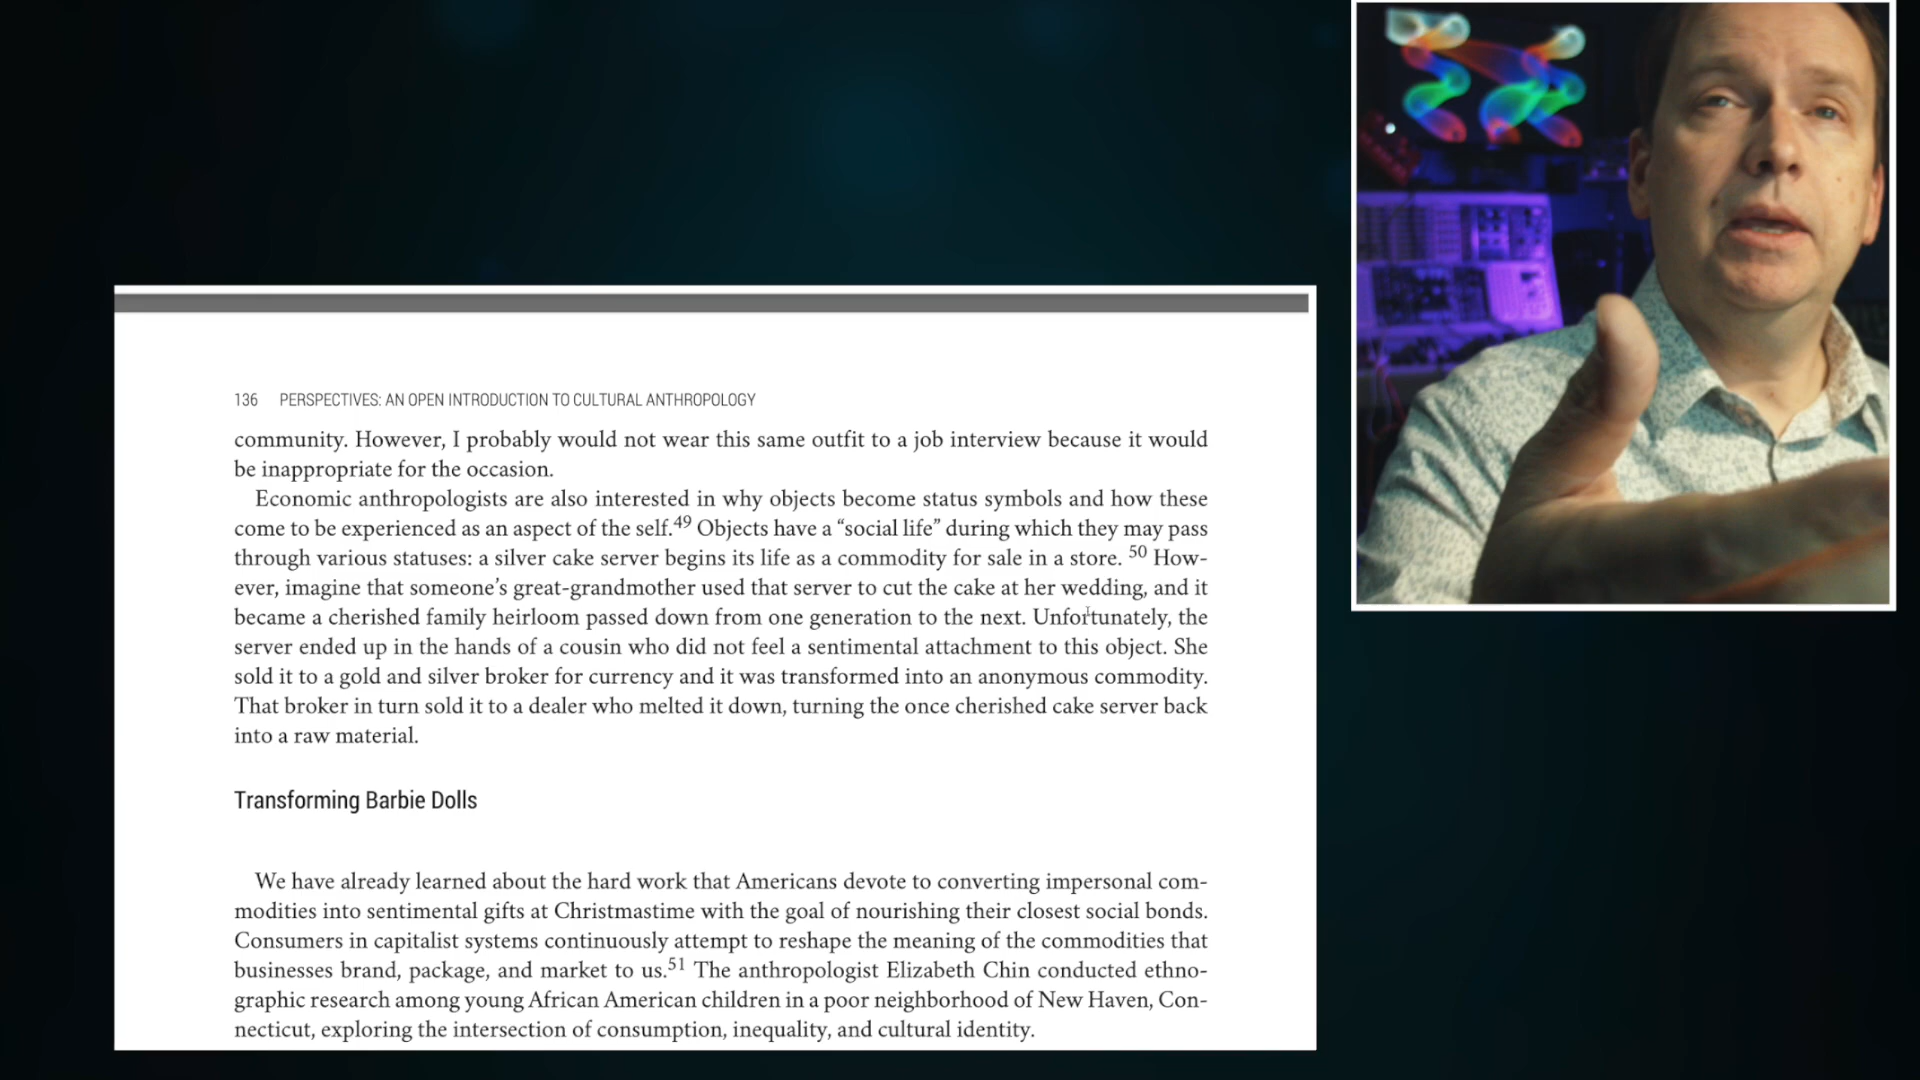 136 PERSPECTIVES: AN OPEN INTRODUCTION TO CULTURAL ANTHROPOLOGY
community. However, I probably would not wear this same outfit to a job interview because it would
be inappropriate for the occasion.
Economic anthropologists are also interested in why objects become status symbols and how these
come to be experienced as an aspect of the self.49 Objects have a “social life” during which they may pass
through various statuses: a silver cake server begins its life as a commodity for sale in a store. 50 How-
ever, imagine that someone’s great-grandmother used that server to cut the cake at her wedding, and it
became a cherished family heirloom passed down from one generation to the next. Unfortunately, the
server ended up in the hands of a cousin who did not feel a sentimental attachment to this object. She
sold it to a gold and silver broker for currency and it was transformed into an anonymous commodity.
That broker in turn sold it to a dealer who melted it down, turning the once cherished cake server back
into a raw material.
Transforming Barbie Dolls
We have already learned about the hard work that Americans devote to converting impersonal com-
modities into sentimental gifts at Christmastime with the goal of nourishing their closest social bonds.
Consumers in capitalist systems continuously attempt to reshape the meaning of the commodities that
businesses brand, package, and market to us.51 The anthropologist Elizabeth Chin conducted ethno-
graphic research among young African American children in a poor neighborhood of New Haven, Con-
necticut, exploring the intersection of consumption, inequality, and cultural identity.